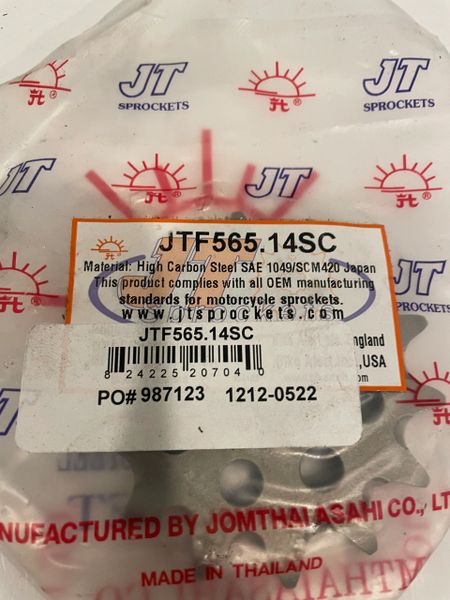 JT
SPROCKETS
JT
SPROCKETS
JT
JT
JTF565.14SC
Material: High Carbon Steel SAE 1049/SCM420 Japan
This product complies with all OEM manufacturing
standards for motorcycle sprockets.
www.jtsprockets.com
England
USA
JTF565.14SC
8 24225 20704 0
PO# 987123 1212-0522
NUFACTURED BY JOMTHAI ASAHI CO., LT
MADE IN THAILAND